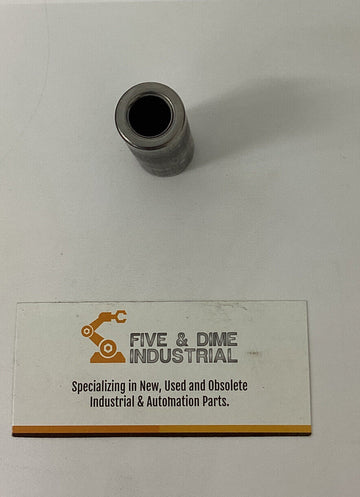 FIVE & DIME
INDUSTRIAL
Specializing in New, Used and Obsolete
Industrial & Automation Parts.